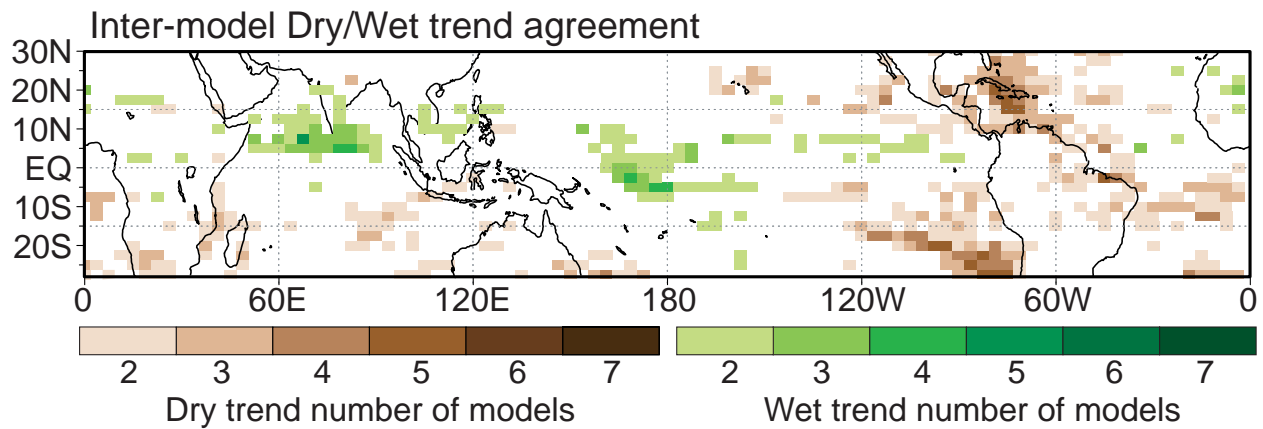 Inter-model Dry/Wet trend agreement
30N
20N
10N
EQ
10S
20S
0 60E 120E 180 120W 60W 0
2 3 4 5 6 7 2 3 4 5 6 7
Dry trend number of models Wet trend number of models